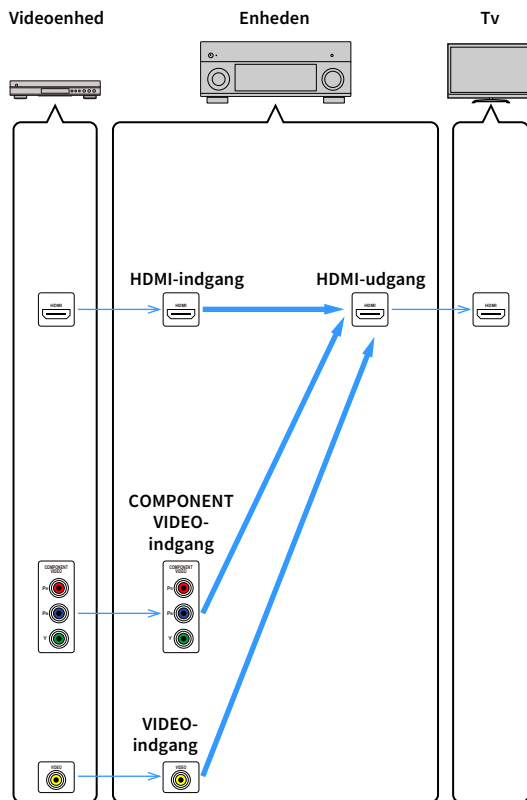 Videoenhed
Enheden
Tv
HDMI-indgang
HDMI-udgang
HDMI
HDMI
HDMI
HDMI
COMPONENT
VIDEO-
indgang
COMPONENT
VIDEO
PR
PB
Y
COMPONENT
VIDEO
PR
PB
Y
VIDEO-
indgang
VIDEO
VIDEO